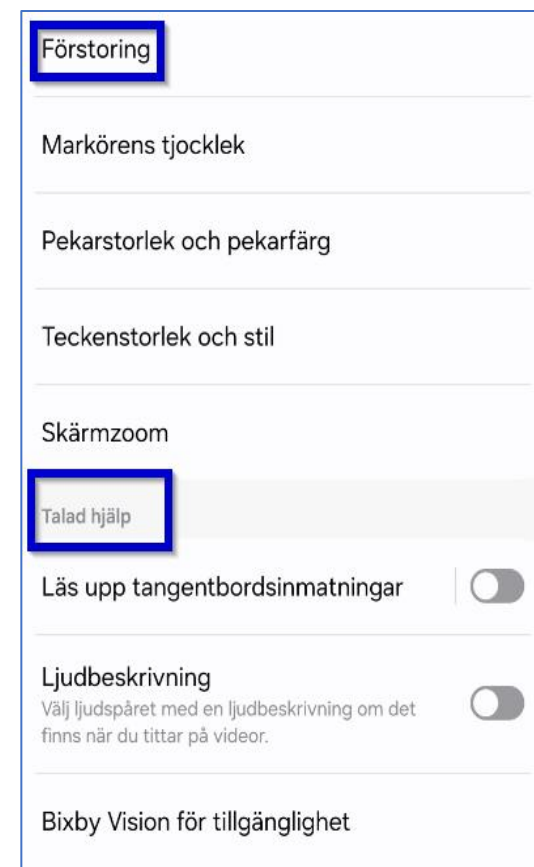 Förstoring
Markörens tjocklek
Pekarstorlek och pekarfärg
Teckenstorlek och stil
Skärmzoom
Talad hjälp
Läs upp tangentbordsinmatningar
Ljudbeskrivning
Välj ljudspåret med en ljudbeskrivning om det
finns när du tittar på videor.
Bixby Vision för tillgänglighet